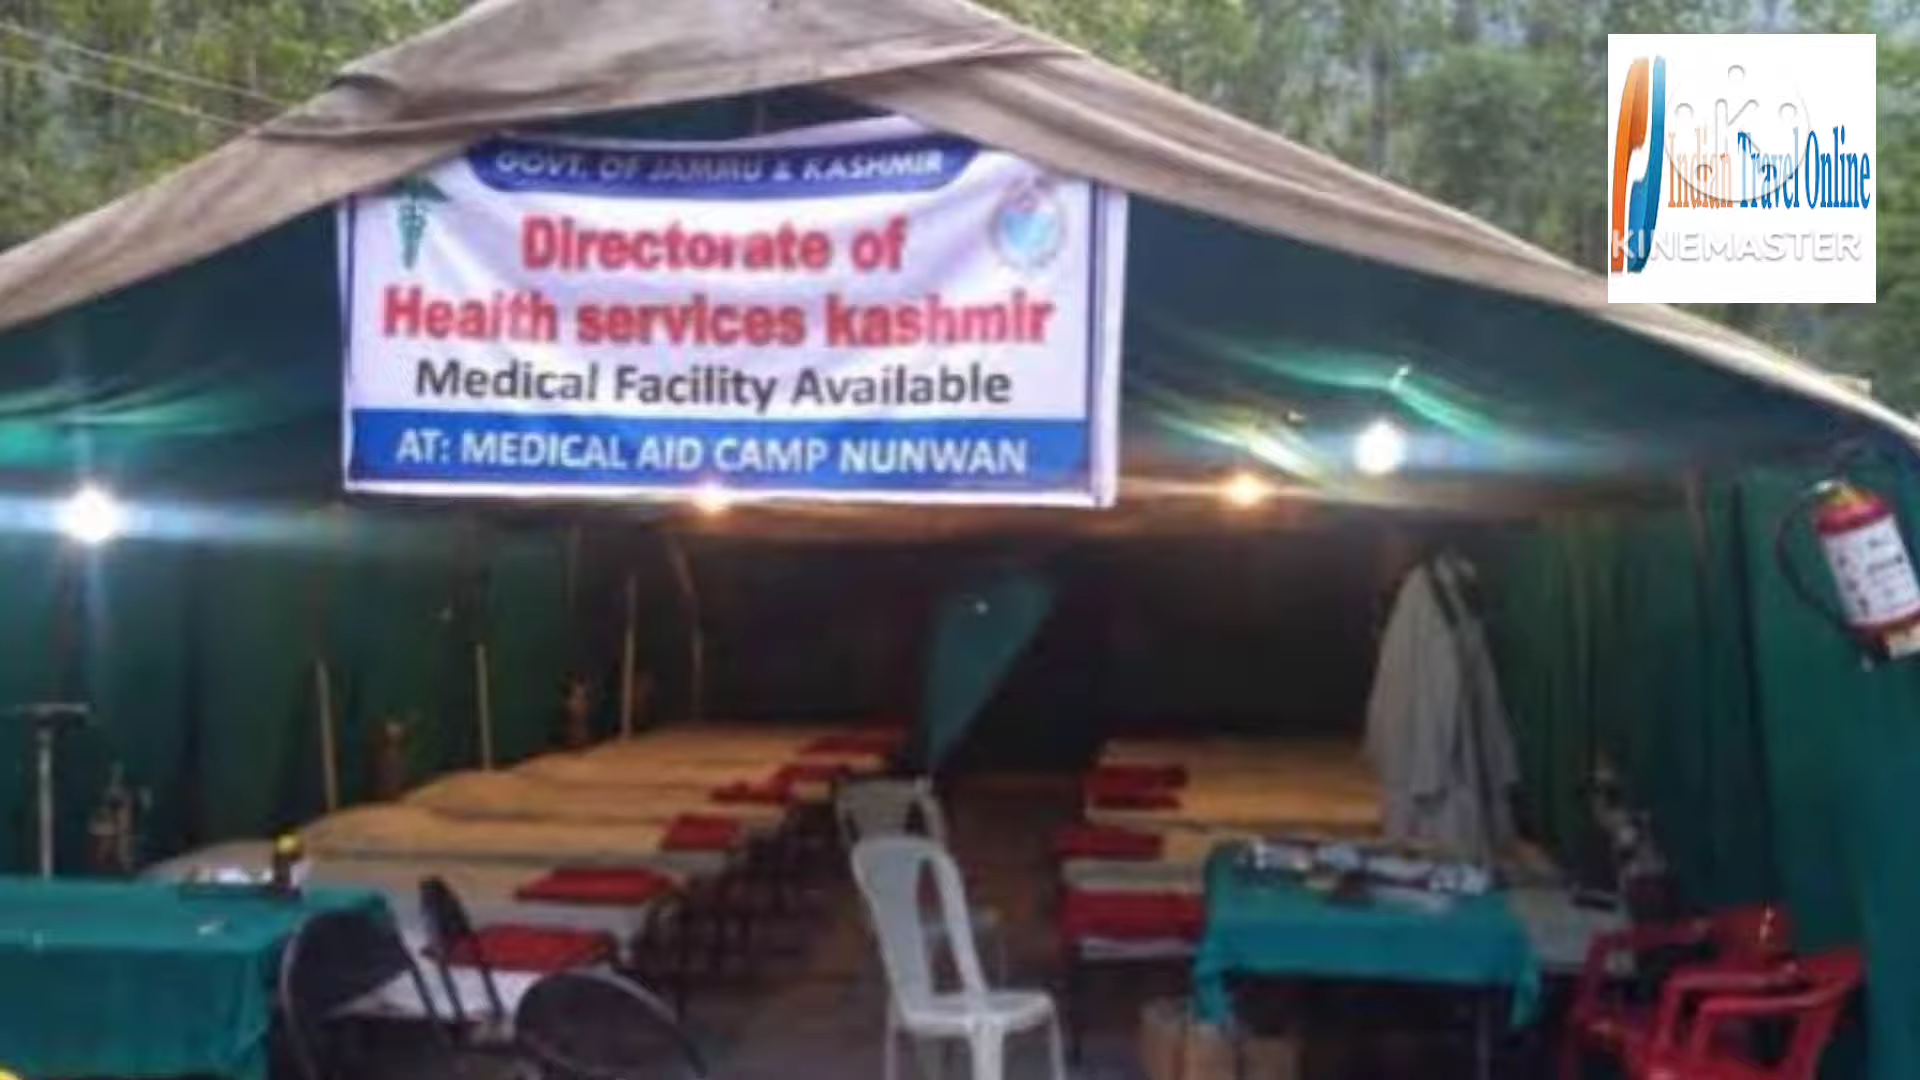 GOVT. OF JAMMU & KASHMIR
Directorate of
Health services kashmir
Medical Facility Available
AT: MEDICAL AID CAMP NUNWAN
Indian Travel Online
KINEMASTER